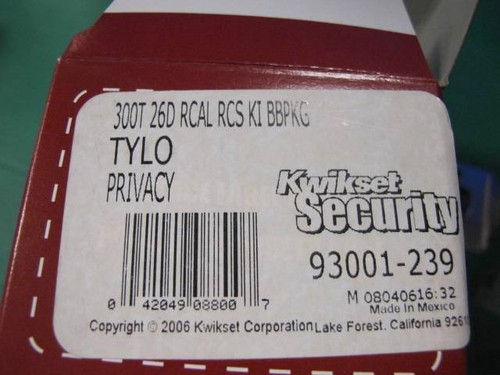 300T 26D RCAL RCS KI BBPKG
TYLO
PRIVACY
Kwikset
Security
93001-239
0 42049 08800 7
M 08040616:32
Made In Mexico
Copyright © 2006 Kwikset Corporation Lake Forest. California